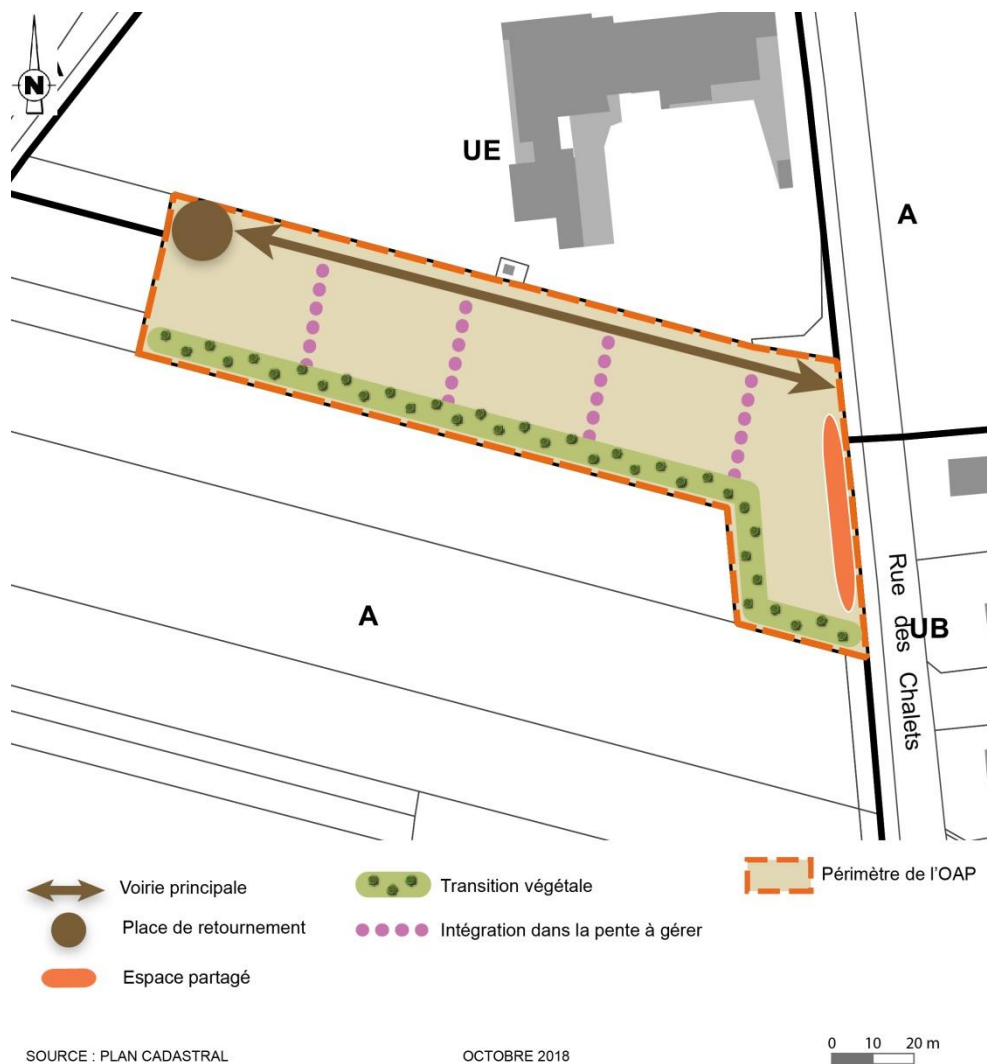 N
UE
A
A
UB
Rue des Chalets
Voirie principale
Transition végétale
Périmètre de l'OAP
Place de retournement
Intégration dans la pente à gérer
Espace partagé
0 10 20 m
SOURCE : PLAN CADASTRAL
OCTOBRE 2018